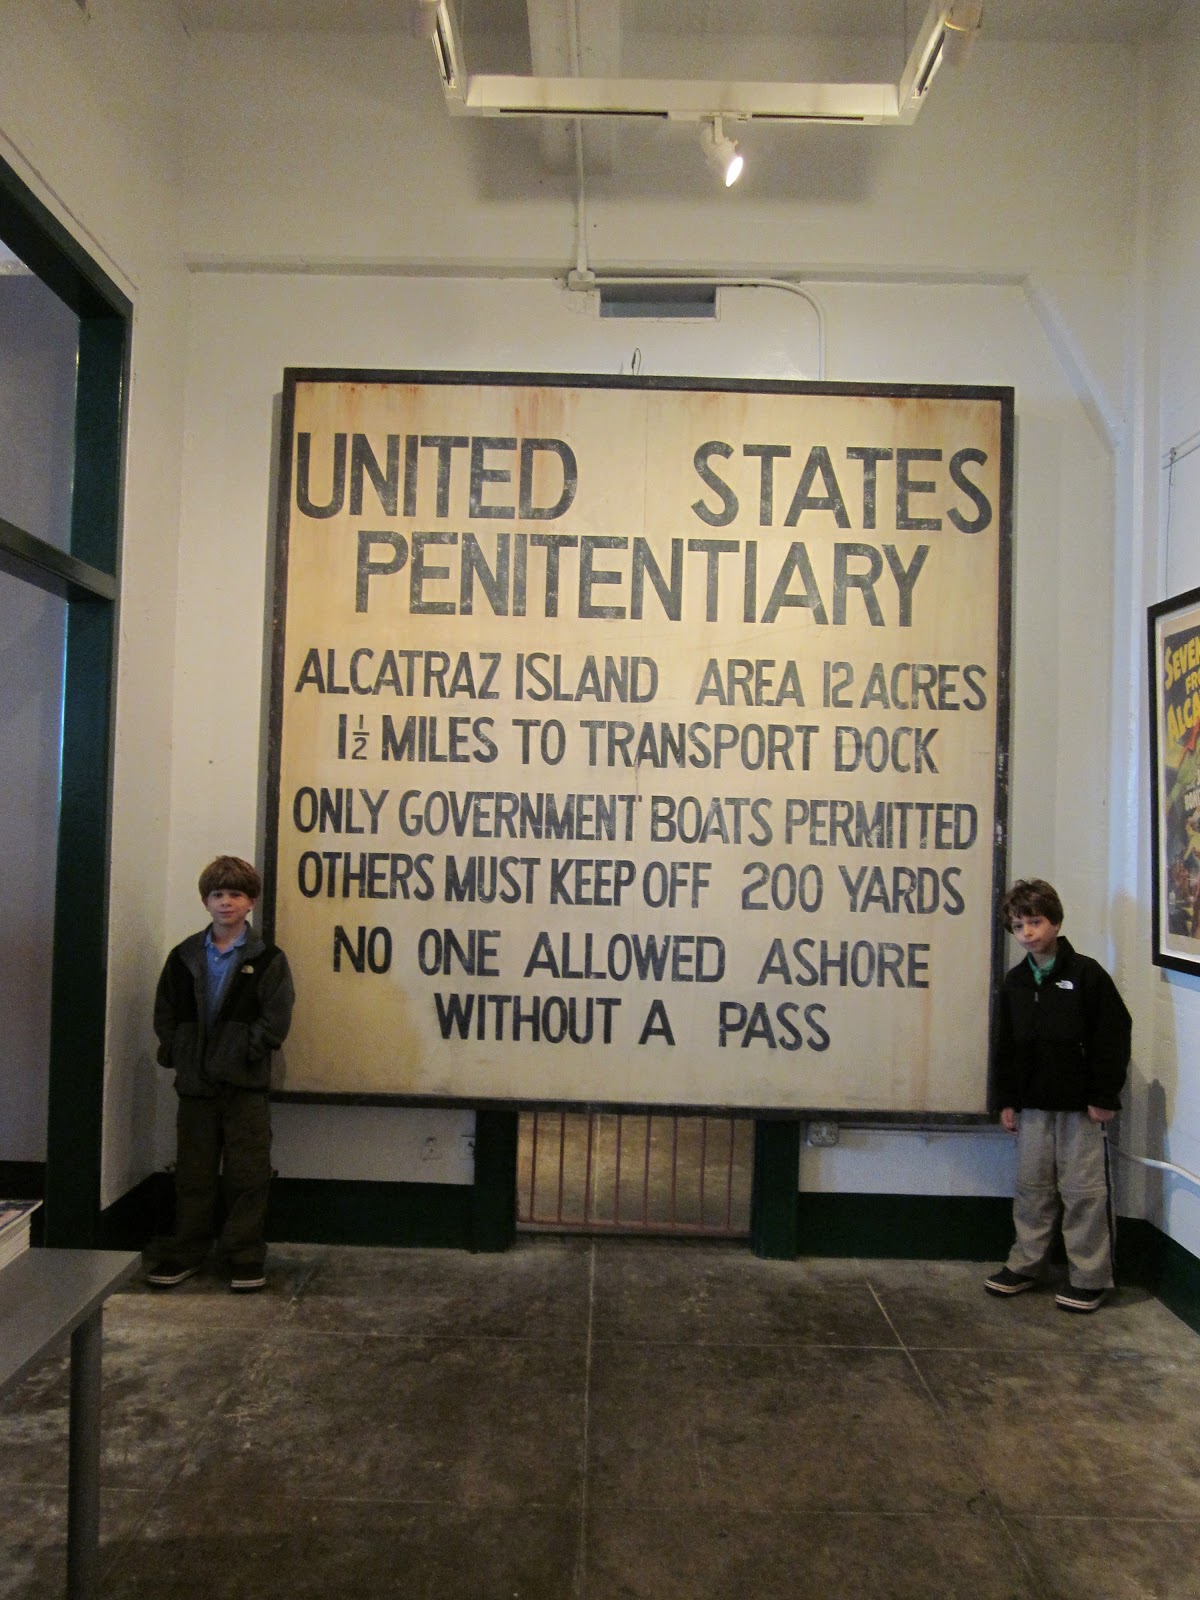 UNITED STATES
PENITENTIARY
ALCATRAZ ISLAND AREA 12 ACRES
1½ MILES TO TRANSPORT DOCK
ONLY GOVERNMENT BOATS PERMITTED
OTHERS MUST KEEP OFF 200 YARDS
NO ONE ALLOWED ASHORE
WITHOUT A PASS